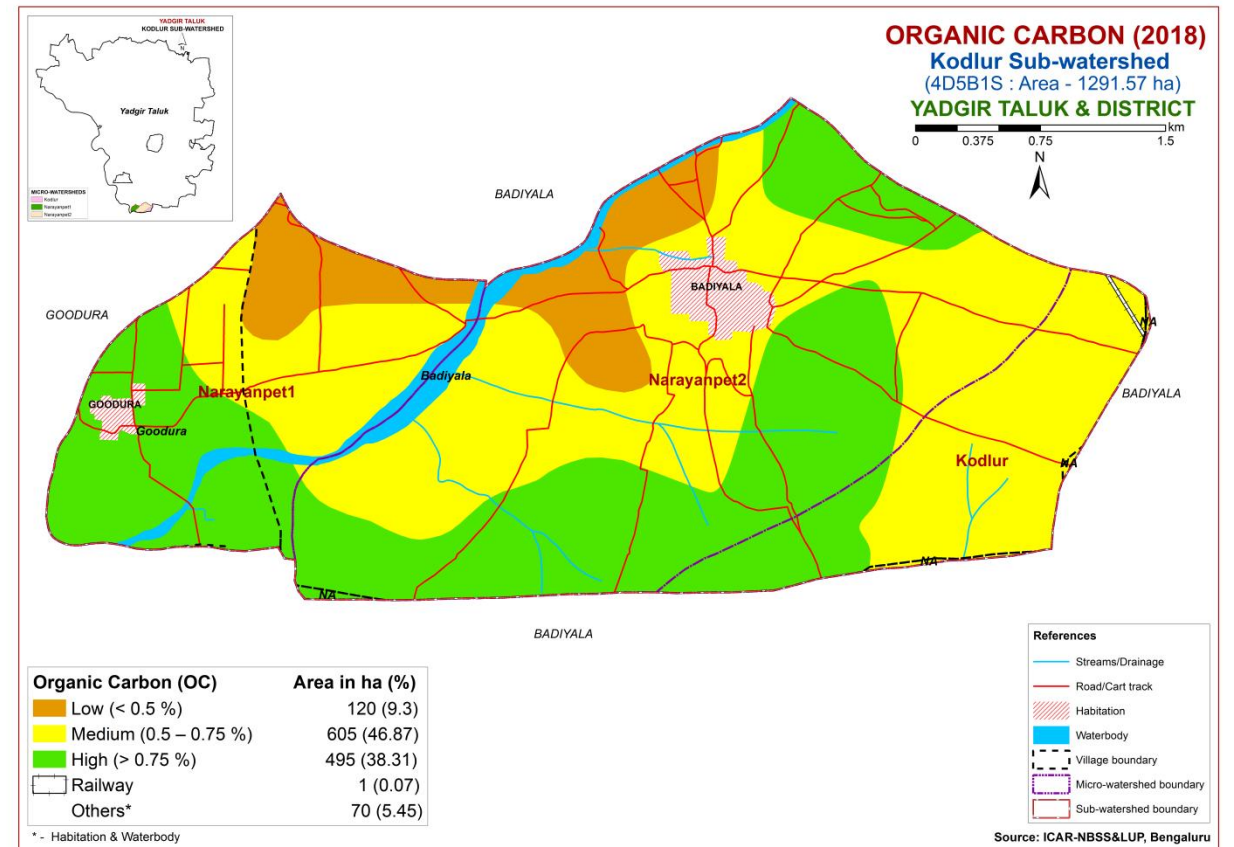 YADGIR TALUK
KODLUR SUB-WATERSHED
N
Yadgir Taluk
MICRO-WATERSHEDS
Kodlur
Narayanpet1
Narayanpet2
ORGANIC CARBON (2018)
Kodlur Sub-watershed
(4D5B1S : Area - 1291.57 ha)
YADGIR TALUK & DISTRICT
km
0 0.375 0.75 1.5
N
BADIYALA
BADIYALA
GOODURA
NA
Badiyala
Narayanpet2
Narayanpet1
BADIYALA
GOODURA
Goodura
Kodlur
NA
NA
NA
BADIYALA
Organic Carbon (OC) Area in ha (%)
Low (< 0.5 %) 120 (9.3)
Medium (0.5 – 0.75 %) 605 (46.87)
High (> 0.75 %) 495 (38.31)
Railway 1 (0.07)
Others* 70 (5.45)
* - Habitation & Waterbody
References
Streams/Drainage
Road/Cart track
Habitation
Waterbody
Village boundary
Micro-watershed boundary
Sub-watershed boundary
Source: ICAR-NBSS&LUP, Bengaluru